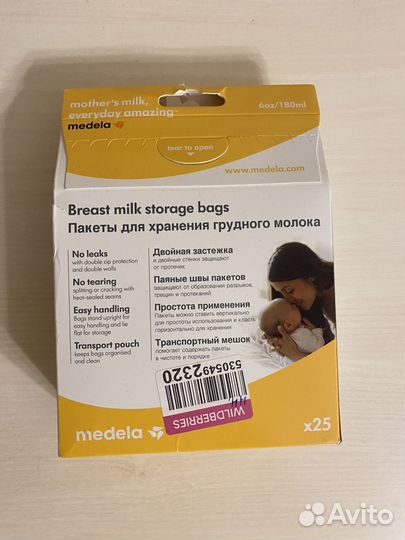 mother's milk,
everyday amazing™
medela
6oz/180ml
tear to open
www.medela.com
Breast milk storage bags
Пакеты для хранения грудного молока
No leaks
with double zip protection
and double walls
No tearing
splitting or cracking with
heat-sealed seams
Easy handling
Bags stand upright for
easy handling and lie
flat for storage
Transport pouch
keeps bags organised
and clean
Двойная застежка
и двойные стенки защищают
от протечек
Паяные швы пакетов
защищают от образования разрывов,
трещин и протеканий
Простота применения
Пакеты можно ставить вертикально
для простоты использования и класть
горизонтально для хранения
Транспортный мешок
помогает содержать пакеты
в чистоте и порядке
5305492320
WILDBERRIES
medela
x25
Avito